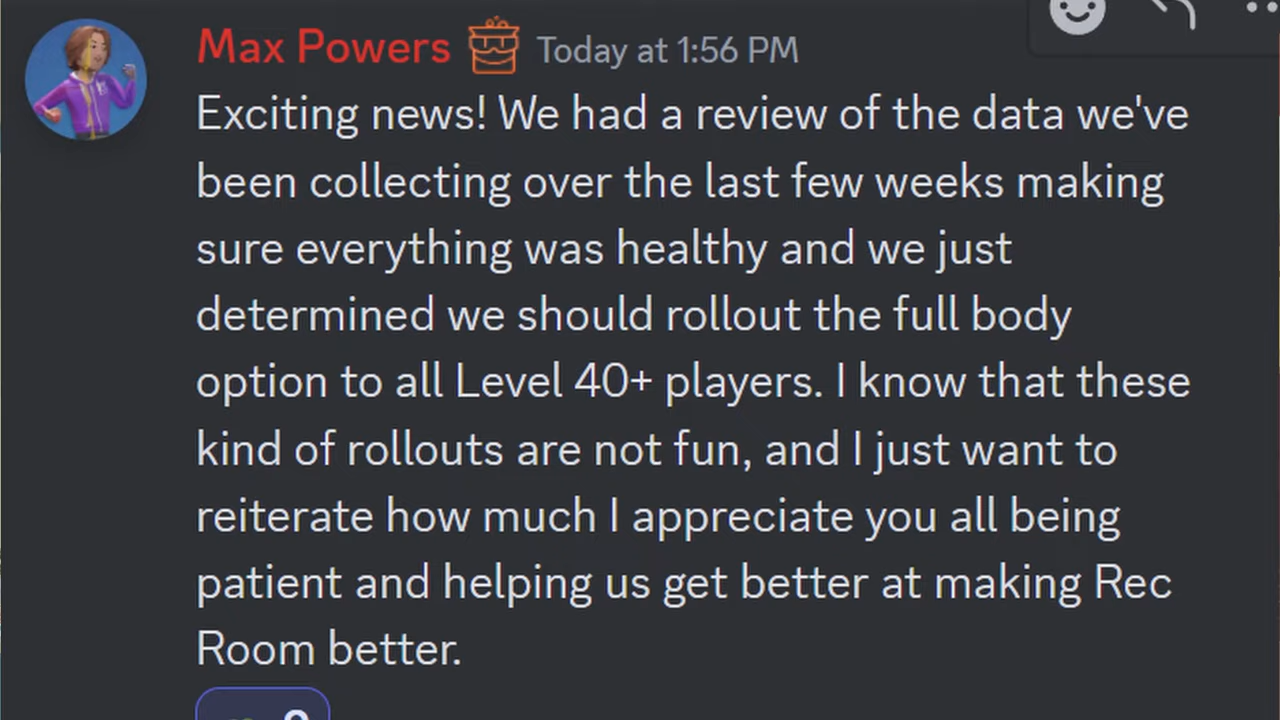 Max Powers Today at 1:56 PM
Exciting news! We had a review of the data we've
been collecting over the last few weeks making
sure everything was healthy and we just
determined we should rollout the full body
option to all Level 40+ players. I know that these
kind of rollouts are not fun, and I just want to
reiterate how much I appreciate you all being
patient and helping us get better at making Rec
Room better.